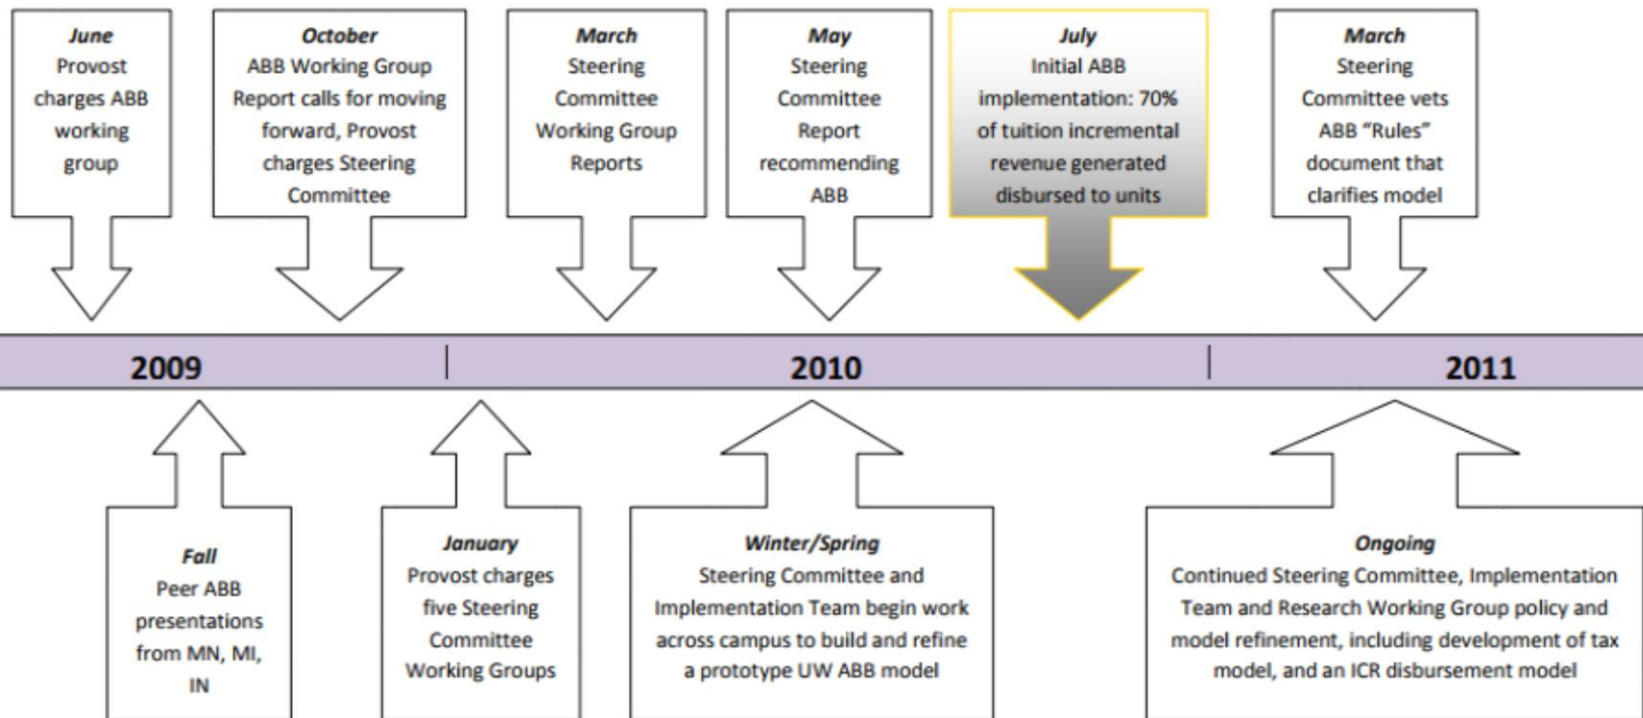 June
Provost
charges ABB
working
group
October
ABB Working Group
Report calls for moving
forward, Provost
charges Steering
Committee
March
Steering
Committee
Working Group
Reports
May
Steering
Committee
Report
recommending
ABB
July
Initial ABB
implementation: 70%
of tuition incremental
revenue generated
disbursed to units
March
Steering
Committee vets
ABB “Rules”
document that
clarifies model
2009
2010
2011
Fall
Peer ABB
presentations
from MN, MI,
IN
January
Provost charges
five Steering
Committee
Working Groups
Winter/Spring
Steering Committee and
Implementation Team begin work
across campus to build and refine
a prototype UW ABB model
Ongoing
Continued Steering Committee, Implementation
Team and Research Working Group policy and
model refinement, including development of tax
model, and an ICR disbursement model